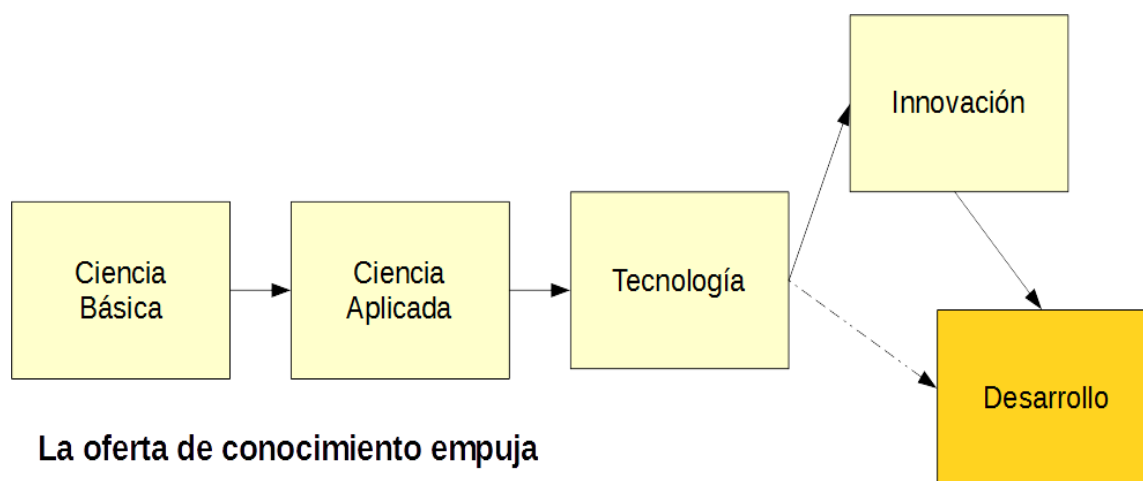 Innovación
Ciencia
Básica
Ciencia
Aplicada
Tecnología
Desarrollo
La oferta de conocimiento empuja